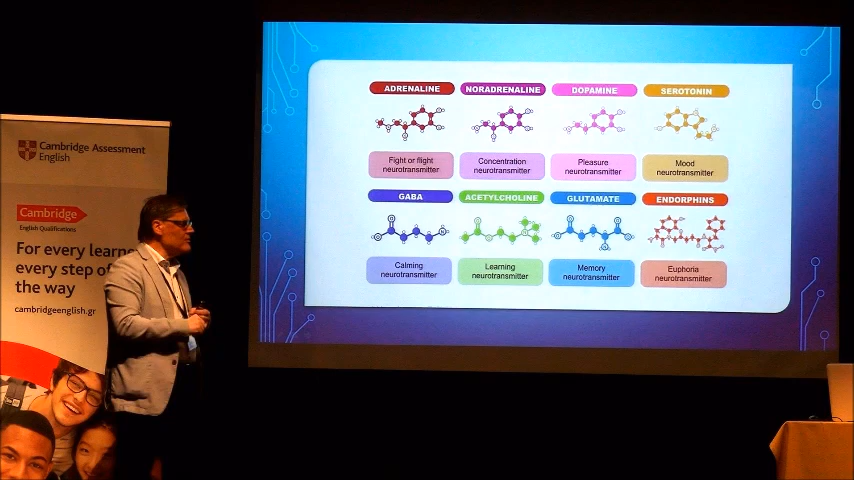 Cambridge Assessment
English
Cambridge
English Qualifications
For every learne
every step of
the way
cambridgeenglish.gr
ADRENALINE
NORADRENALINE
DOPAMINE
SEROTONIN
Fight or flight
neurotransmitter
Concentration
neurotransmitter
Pleasure
neurotransmitter
Mood
neurotransmitter
GABA
ACETYLCHOLINE
GLUTAMATE
ENDORPHINS
Calming
neurotransmitter
Learning
neurotransmitter
Memory
neurotransmitter
Euphoria
neurotransmitter